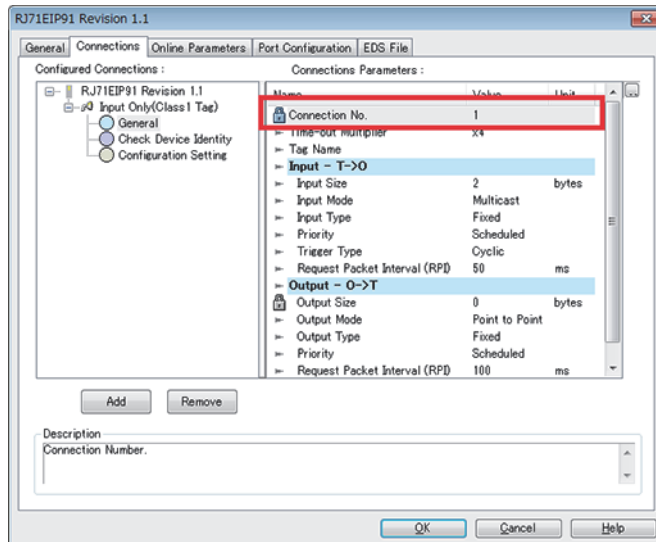 RJ71EIP91 Revision 1.1
General Connections Online Parameters Port Configuration EDS File
Configured Connections :
Connections Parameters :
RJ71EIP91 Revision 1.1
Input Only(Class1 Tag)
General
Check Device Identity
Configuration Setting
Name Value Unit
Connection No. 1
Time-out Multiplier x4
Tag Name
Input - T->O
Input Size 2 bytes
Input Mode Multicast
Input Type Fixed
Priority Scheduled
Trigger Type Cyclic
Request Packet Interval (RPI) 50 ms
Output - O->T
Output Size 0 bytes
Output Mode Point to Point
Output Type Fixed
Priority Scheduled
Request Packet Interval (RPI) 100 ms
Add Remove
Description
Connection Number.
OK Cancel Help